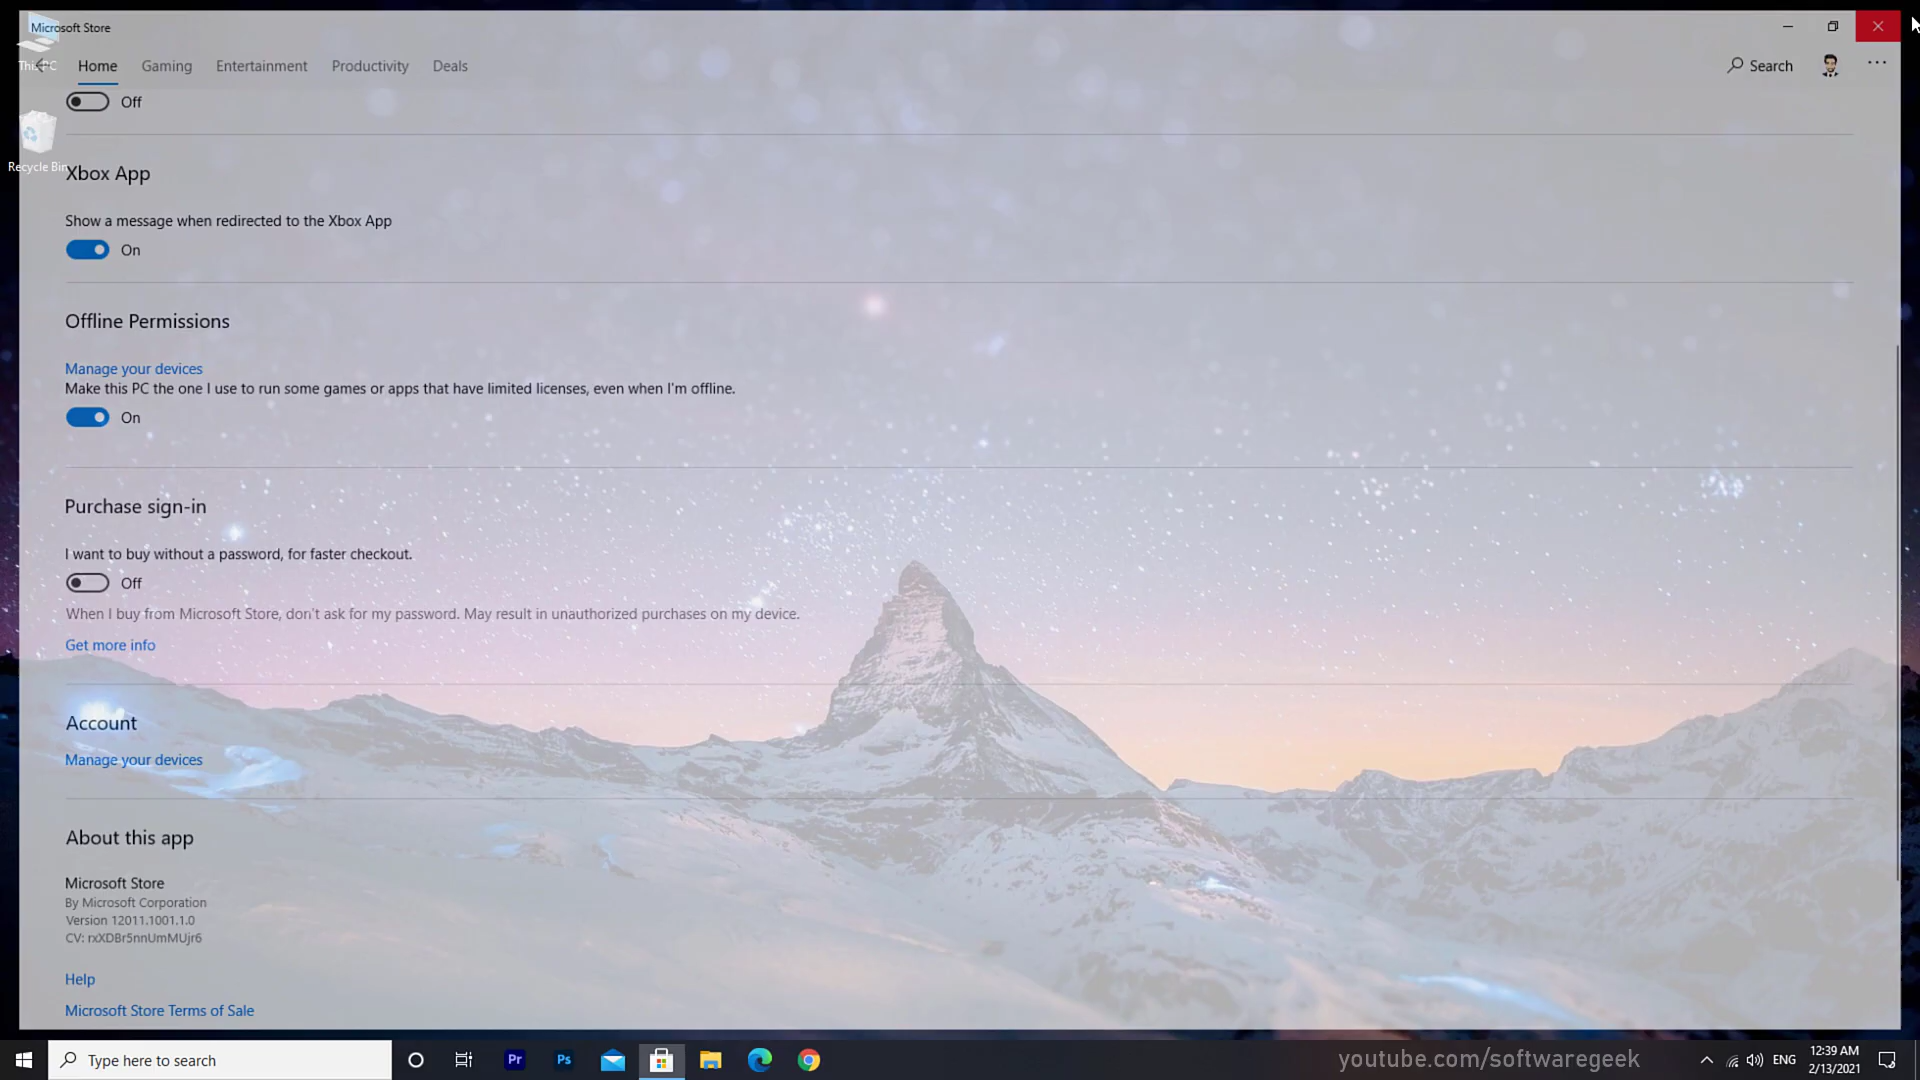 Microsoft Store
This PC
Home Gaming Entertainment Productivity Deals
Search
Off
Recycle Bin
Xbox App
Show a message when redirected to the Xbox App
On
Offline Permissions
Manage your devices
Make this PC the one I use to run some games or apps that have limited licenses, even when I'm offline.
On
Purchase sign-in
I want to buy without a password, for faster checkout.
Off
When I buy from Microsoft Store, don't ask for my password. May result in unauthorized purchases on my device.
Get more info
Account
Manage your devices
About this app
Microsoft Store
By Microsoft Corporation
Version 12011.1001.1.0
CV: rxXDBr5nnUmMUjr6
Help
Microsoft Store Terms of Sale
Type here to search
Pr
Ps
youtube.com/softwaregeek
ENG
12:39 AM
2/13/2021